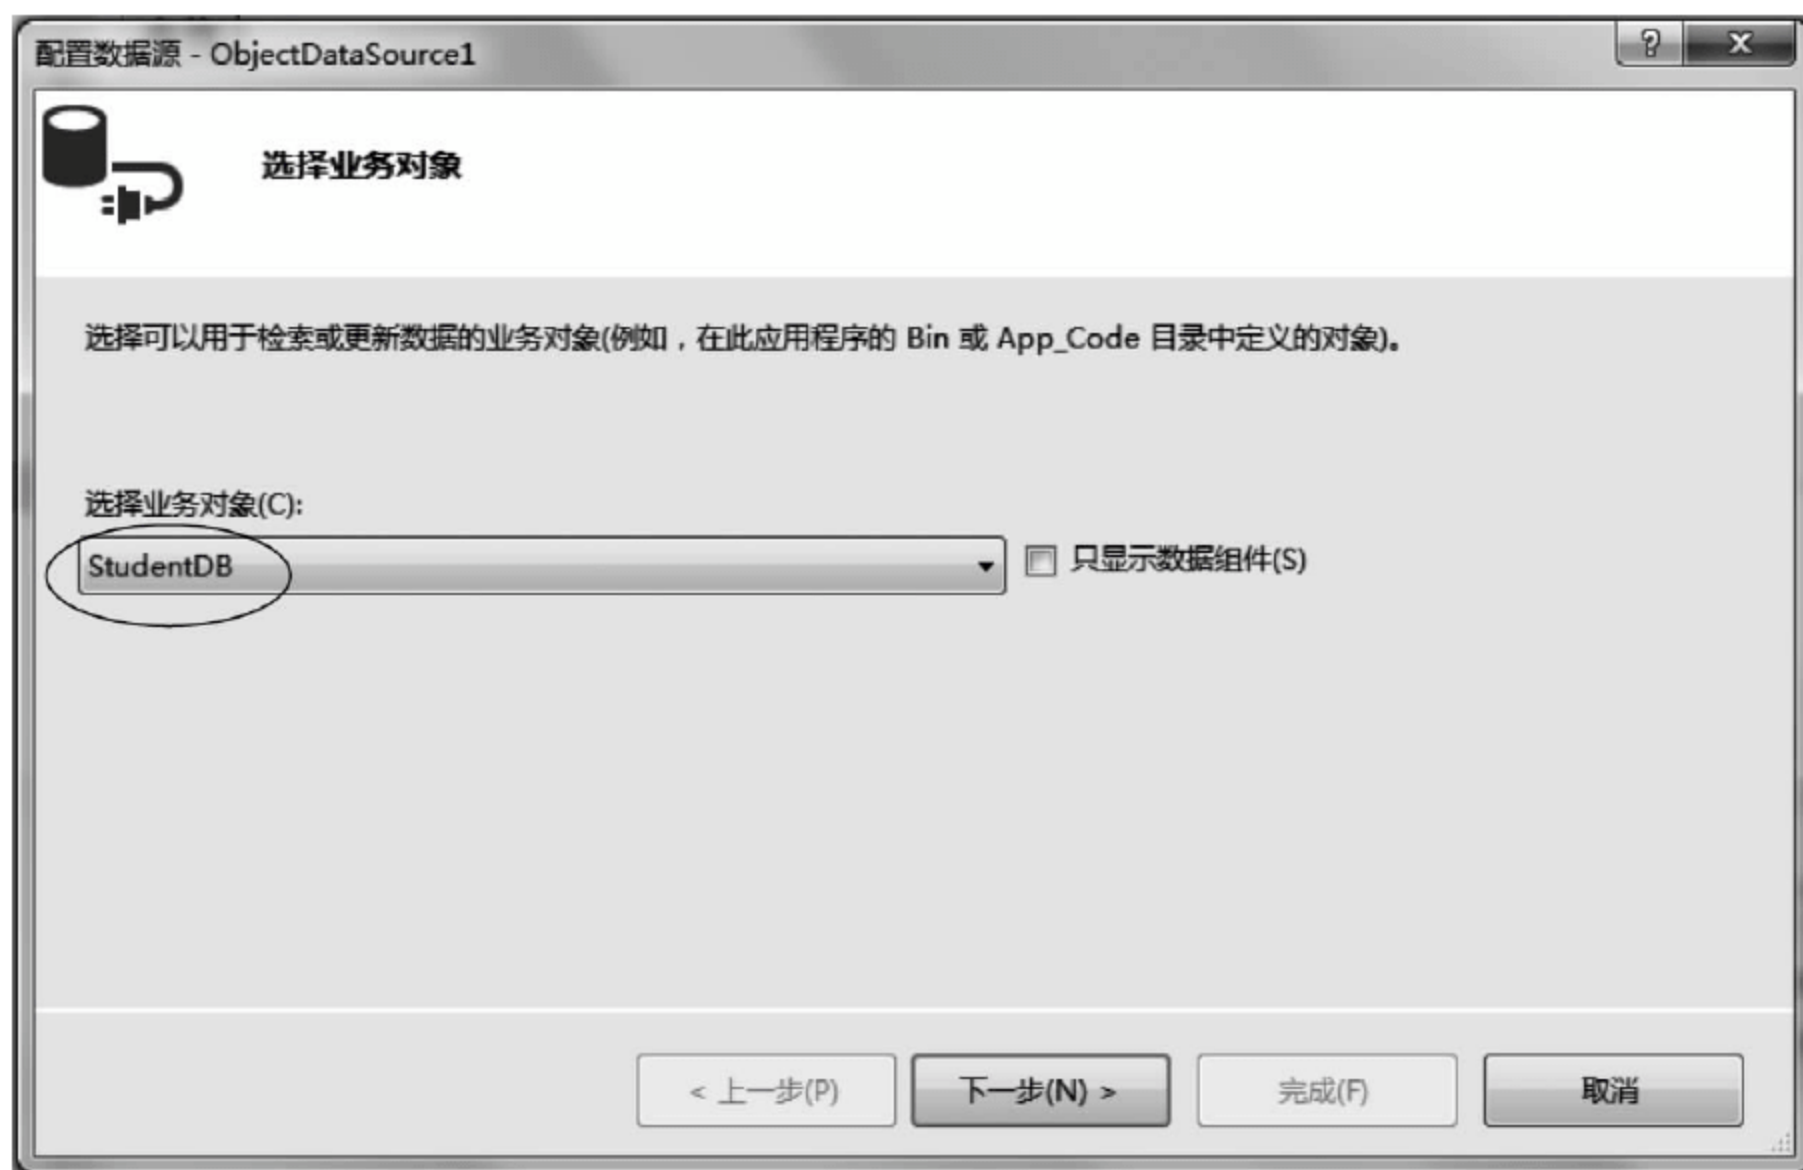 配置数据源 - ObjectDataSource1
选择业务对象
选择可以用于检索或更新数据的业务对象(例如，在此应用程序的 Bin 或 App_Code 目录中定义的对象)。
选择业务对象(C):
StudentDB
只显示数据组件(S)
< 上一步(P)
下一步(N) >
完成(F)
取消